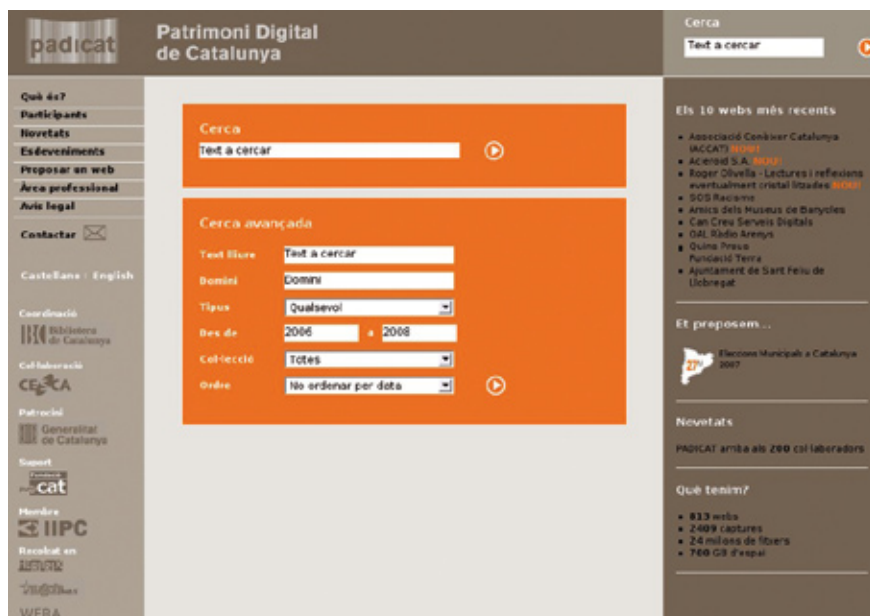 padicat
Patrimoni Digital
de Catalunya
Cerca
Text a cercar
Què és?
Participants
Novetats
Esdeveniments
Proposar un web
Àrea professional
Avís legal
Contactar
Castellano · English
Coordinació
Biblioteca
de Catalunya
Col·laboració
CESCA
Patrocini
Generalitat
de Catalunya
Suport
Fundació
.cat
Membre
IIPC
Recolzat en
WERA
Cerca
Text a cercar
Cerca avançada
Text lliure Text a cercar
Domini Domini
Tipus Qualsevol
Des de 2006 a 2008
Col·lecció Totes
Ordre No ordenar per data
Els 10 webs més recents
Associació Conèixer Catalunya
(ACCAT) NOU!
Acieroid S.A. NOU!
Roger Olivella - Lectures i reflexions
eventualment cristal·litzades NOU!
SOS Racisme
Amics dels Museus de Banyoles
Can Creu Serveis Digitals
OAL Ràdio Arenys
Quino Preus
Fundació Terra
Ajuntament de Sant Feliu de
Llobregat
Et proposem...
27M
Eleccions Municipals a Catalunya
2007
Novetats
PADICAT arriba als 200 col·laboradors
Què tenim?
813 webs
2409 captures
24 milions de fitxers
700 GB d'espai